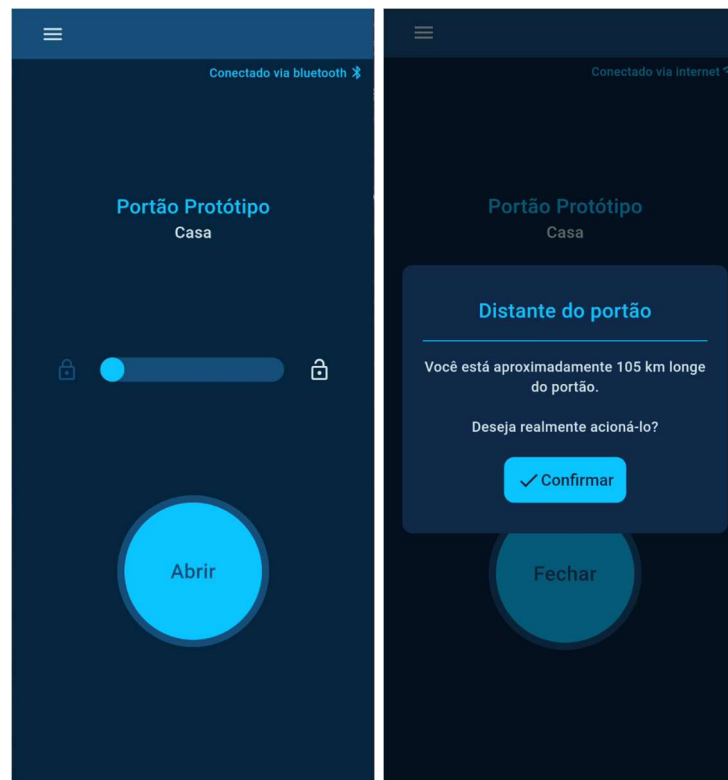 Conectado via bluetooth
Portão Protótipo
Casa
Abrir
Conectado via internet
Portão Protótipo
Casa
Distante do portão
Você está aproximadamente 105 km longe
do portão.
Deseja realmente acioná-lo?
Confirmar
Fechar